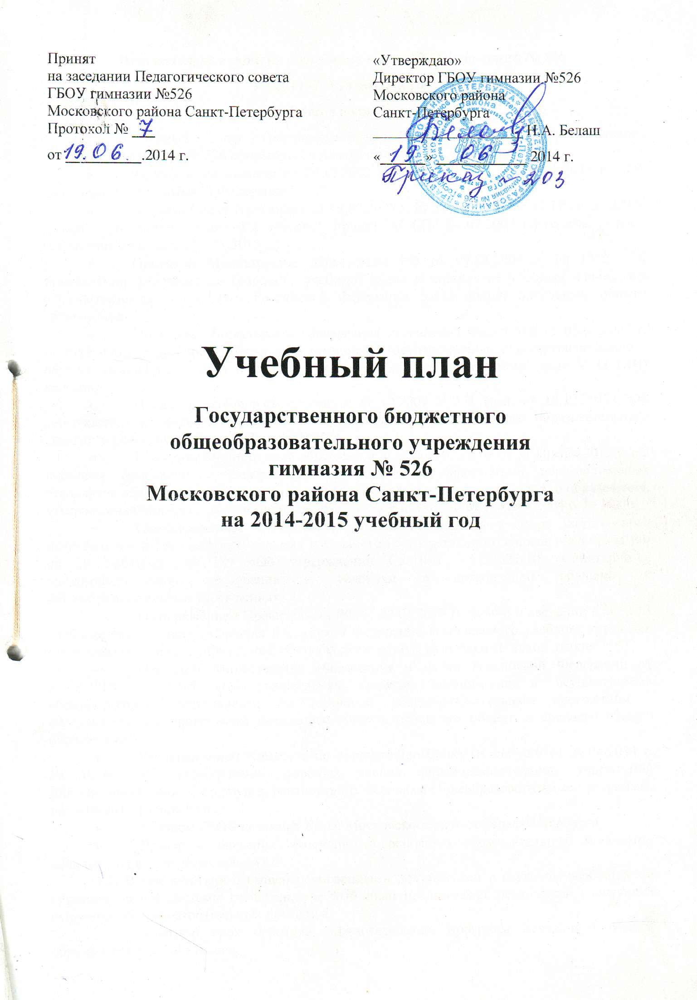 Принят
на заседании Педагогического совета
ГБОУ гимназии №526
Московского района Санкт-Петербурга
Протокол № 7
от 19.06.2014 г.
«Утверждаю»
Директор ГБОУ гимназии №526
Московского района
Санкт-Петербурга
Н.А. Белаш
«19» 06 2014 г.
Приказ № 203
Учебный план
Государственного бюджетного
общеобразовательного учреждения
гимназия № 526
Московского района Санкт-Петербурга
на 2014-2015 учебный год